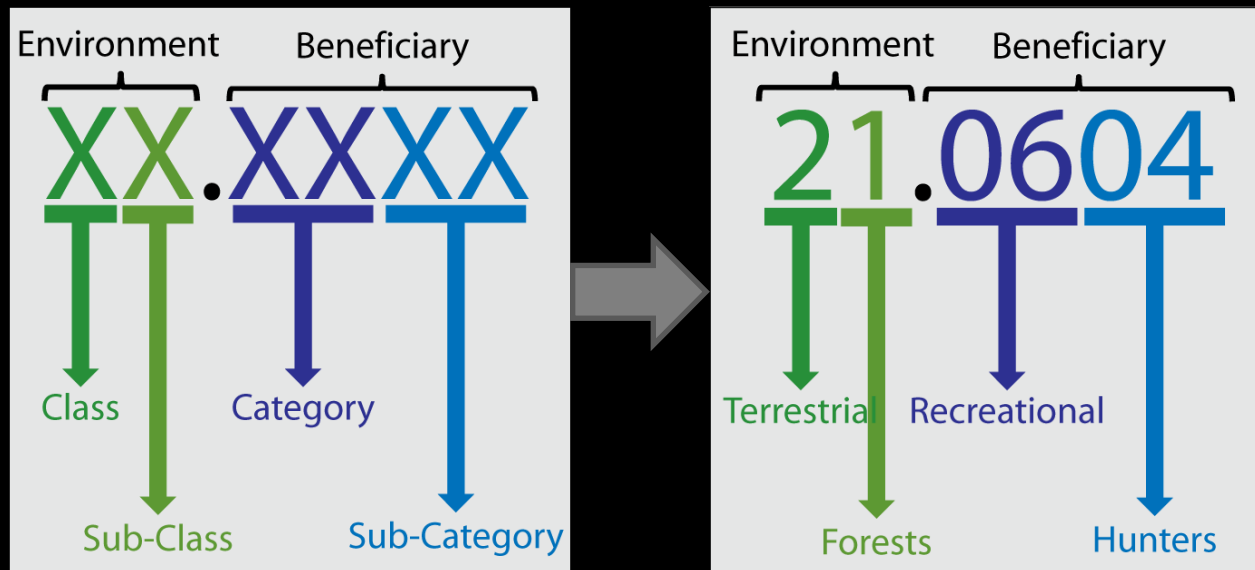 Environment Beneficiary
XX.XXXX
Class Category
Sub-Class Sub-Category
Environment Beneficiary
21.0604
Terrestrial Recreational
Forests Hunters